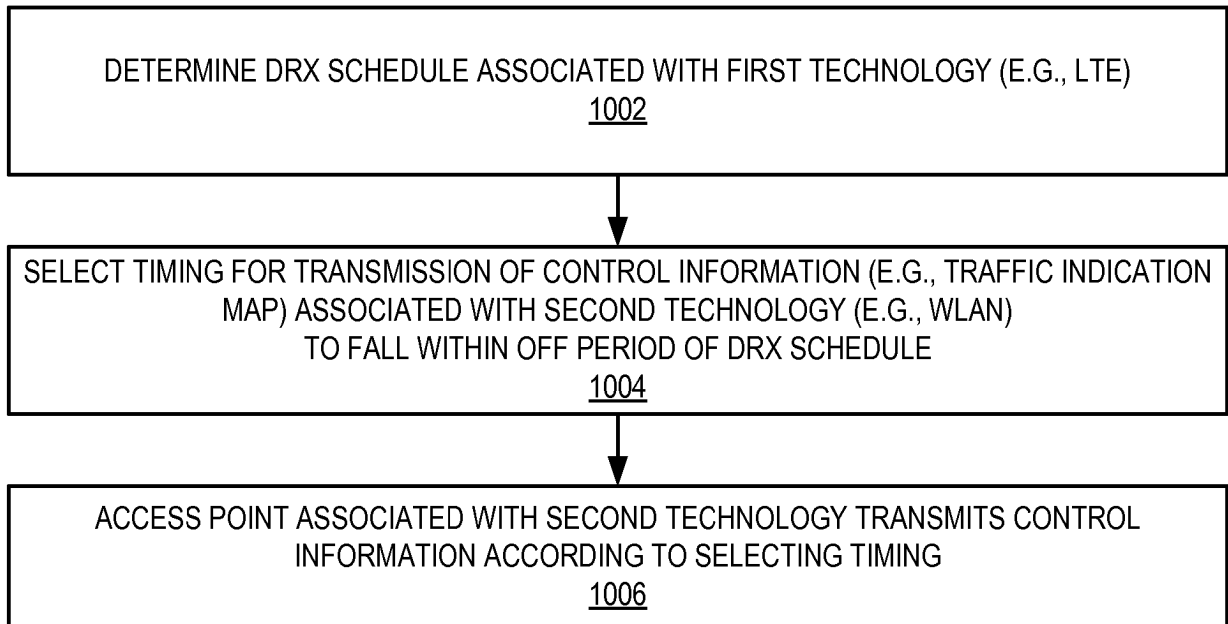 DETERMINE DRX SCHEDULE ASSOCIATED WITH FIRST TECHNOLOGY (E.G., LTE)
1002
SELECT TIMING FOR TRANSMISSION OF CONTROL INFORMATION (E.G., TRAFFIC INDICATION
MAP) ASSOCIATED WITH SECOND TECHNOLOGY (E.G., WLAN)
TO FALL WITHIN OFF PERIOD OF DRX SCHEDULE
1004
ACCESS POINT ASSOCIATED WITH SECOND TECHNOLOGY TRANSMITS CONTROL
INFORMATION ACCORDING TO SELECTING TIMING
1006